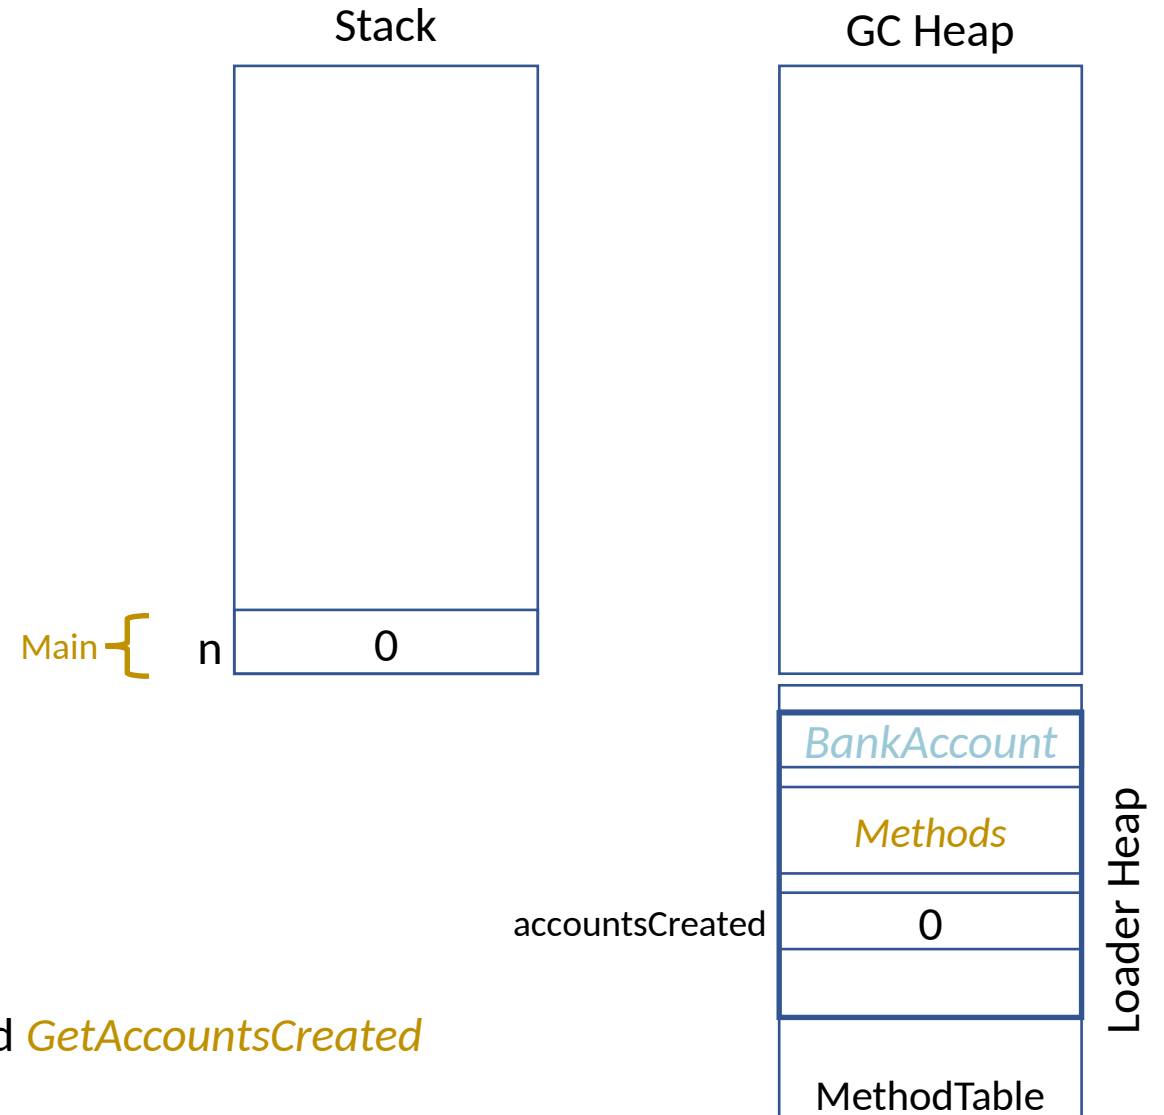 Stack
GC Heap
Main
n
0
BankAccount
Methods
accountsCreated
0
Loader Heap
d GetAccountsCreated
MethodTable